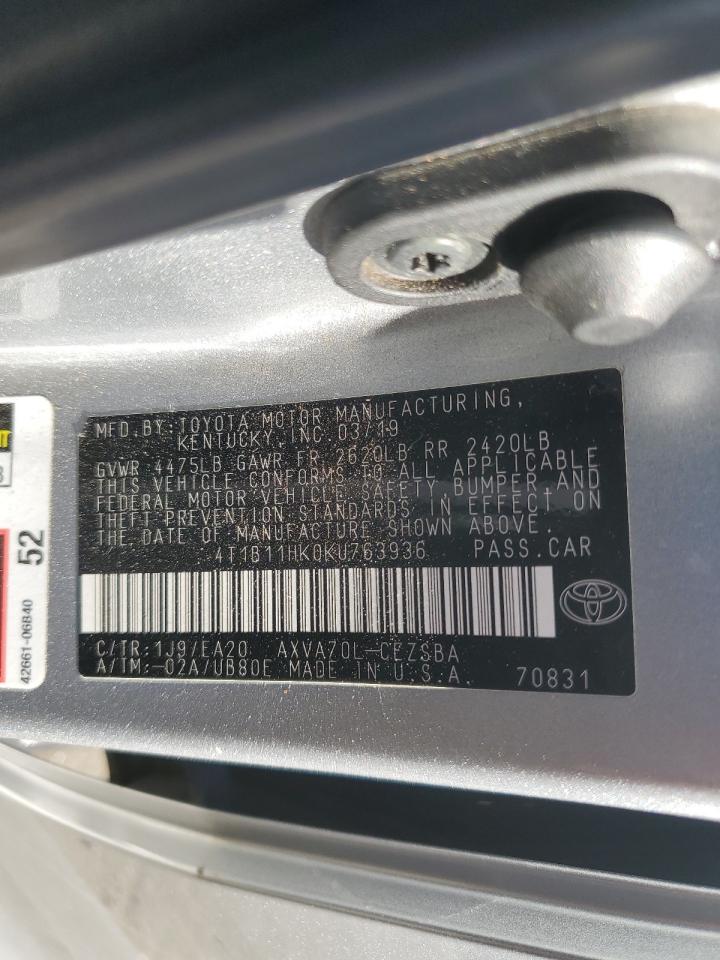 MFD. BY: TOYOTA MOTOR MANUFACTURING,
KENTUCKY, INC 03/19
GVWR 4475LB GAWR FR 2620LB RR 2420LB
THIS VEHICLE CONFORMS TO ALL APPLICABLE
FEDERAL MOTOR VEHICLE SAFETY, BUMPER AND
THEFT PREVENTION STANDARDS IN EFFECT ON
THE DATE OF MANUFACTURE SHOWN ABOVE.
4T1B11HK0KU763936 PASS. CAR
C/TR: 1J9/EA20 AXVA70L-CEZSBA
A/TM: -02A/UB80E MADE IN U.S.A. 70831
52
42661-06B40